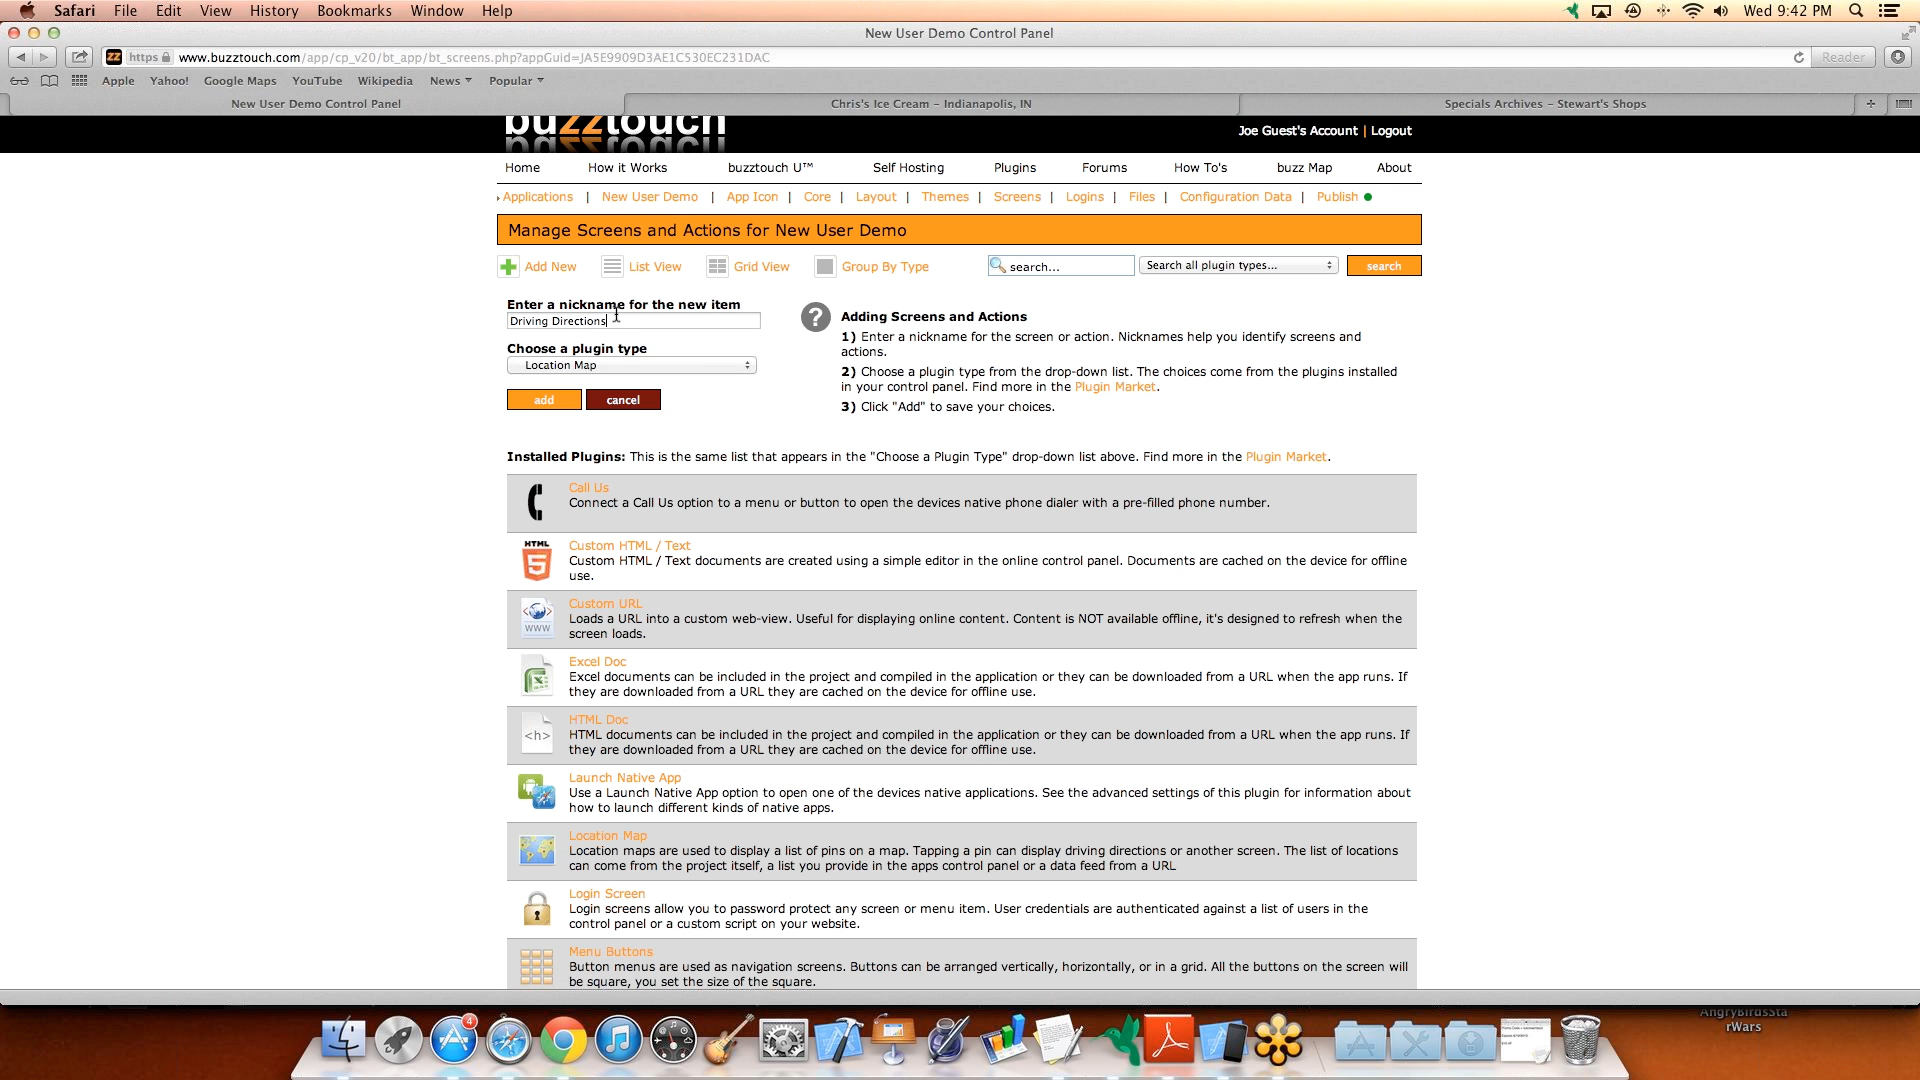 Safari File Edit View History Bookmarks Window Help Wed 9:42 PM
New User Demo Control Panel
https www.buzztouch.com/app/cp_v20/bt_app/bt_screens.php?appGuid=JA5E9909D3AE1C530EC231DAC Reader
Apple Yahoo! Google Maps YouTube Wikipedia News Popular
New User Demo Control Panel Chris's Ice Cream – Indianapolis, IN Specials Archives – Stewart's Shops
buzztouch
Joe Guest's Account | Logout
Home How it Works buzztouch U™ Self Hosting Plugins Forums How To's buzz Map About
Applications | New User Demo | App Icon | Core | Layout | Themes | Screens | Logins | Files | Configuration Data | Publish
Manage Screens and Actions for New User Demo
Add New List View Grid View Group By Type search... Search all plugin types... search
Enter a nickname for the new item
Driving Directions
Choose a plugin type
Location Map
add cancel
?
Adding Screens and Actions
1) Enter a nickname for the screen or action. Nicknames help you identify screens and
actions.
2) Choose a plugin type from the drop-down list. The choices come from the plugins installed
in your control panel. Find more in the Plugin Market.
3) Click "Add" to save your choices.
Installed Plugins: This is the same list that appears in the "Choose a Plugin Type" drop-down list above. Find more in the Plugin Market.
Call Us
Connect a Call Us option to a menu or button to open the devices native phone dialer with a pre-filled phone number.
HTML
5
Custom HTML / Text
Custom HTML / Text documents are created using a simple editor in the online control panel. Documents are cached on the device for offline
use.
WWW
Custom URL
Loads a URL into a custom web-view. Useful for displaying online content. Content is NOT available offline, it's designed to refresh when the
screen loads.
Excel Doc
Excel documents can be included in the project and compiled in the application or they can be downloaded from a URL when the app runs. If
they are downloaded from a URL they are cached on the device for offline use.
<h>
HTML Doc
HTML documents can be included in the project and compiled in the application or they can be downloaded from a URL when the app runs. If
they are downloaded from a URL they are cached on the device for offline use.
Launch Native App
Use a Launch Native App option to open one of the devices native applications. See the advanced settings of this plugin for information about
how to launch different kinds of native apps.
Location Map
Location maps are used to display a list of pins on a map. Tapping a pin can display driving directions or another screen. The list of locations
can come from the project itself, a list you provide in the apps control panel or a data feed from a URL
Login Screen
Login screens allow you to password protect any screen or menu item. User credentials are authenticated against a list of users in the
control panel or a custom script on your website.
Menu Buttons
Button menus are used as navigation screens. Buttons can be arranged vertically, horizontally, or in a grid. All the buttons on the screen will
be square, you set the size of the square.
4
AngryBirdsSta
rWars